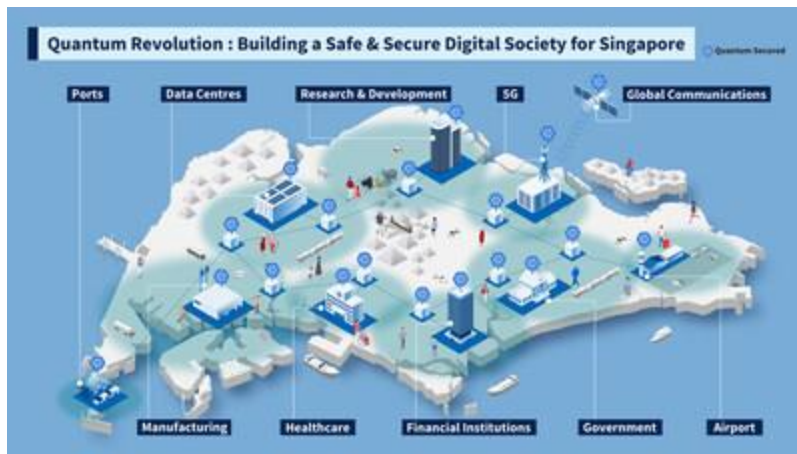 Quantum Revolution : Building a Safe & Secure Digital Society for Singapore
Quantum Secured
Ports
Data Centres
Research & Development
5G
Global Communications
Manufacturing
Healthcare
Financial Institutions
Government
Airport